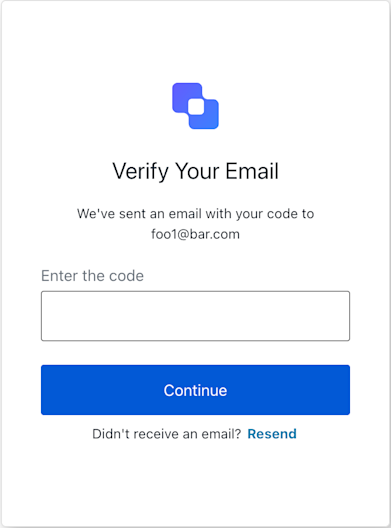 Verify Your Email
We've sent an email with your code to
foo1@bar.com
Enter the code
Continue
Didn't receive an email? Resend